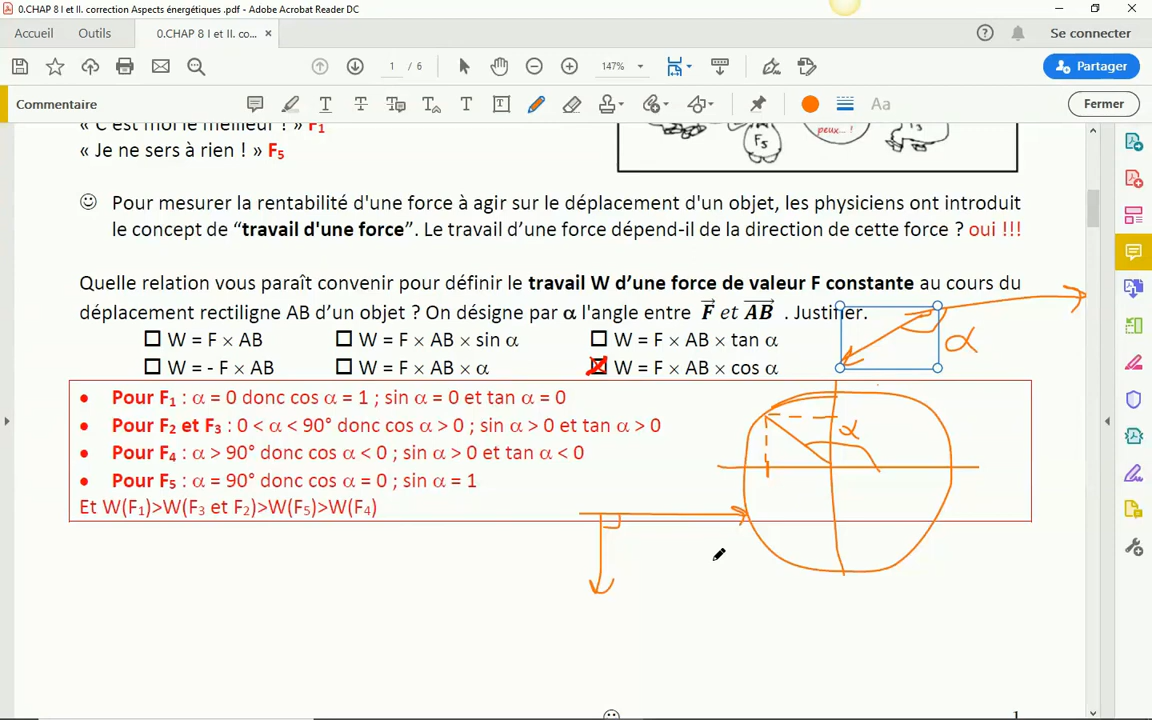 0.CHAP 8 I et II. correction Aspects énergétiques .pdf - Adobe Acrobat Reader DC
Accueil Outils 0.CHAP 8 I et II. co... × Se connecter
1 / 6 147% Partager
Commentaire Aa Fermer
« C'est moi le meilleur ! » F1
« Je ne sers à rien ! » F5
peux...!
F5
Pour mesurer la rentabilité d'une force à agir sur le déplacement d'un objet, les physiciens ont introduit
le concept de “travail d'une force”. Le travail d’une force dépend-il de la direction de cette force ? oui !!!
Quelle relation vous paraît convenir pour définir le travail W d’une force de valeur F constante au cours du
déplacement rectiligne AB d’un objet ? On désigne par α l'angle entre F et AB . Justifier.
☐ W = F × AB ☐ W = F × AB × sin α ☐ W = F × AB × tan α
☐ W = - F × AB ☐ W = F × AB × α ☒ W = F × AB × cos α
α
• Pour F1 : α = 0 donc cos α = 1 ; sin α = 0 et tan α = 0
• Pour F2 et F3 : 0 < α < 90° donc cos α > 0 ; sin α > 0 et tan α > 0
α
• Pour F4 : α > 90° donc cos α < 0 ; sin α > 0 et tan α < 0
• Pour F5 : α = 90° donc cos α = 0 ; sin α = 1
Et W(F1)>W(F3 et F2)>W(F5)>W(F4)
1